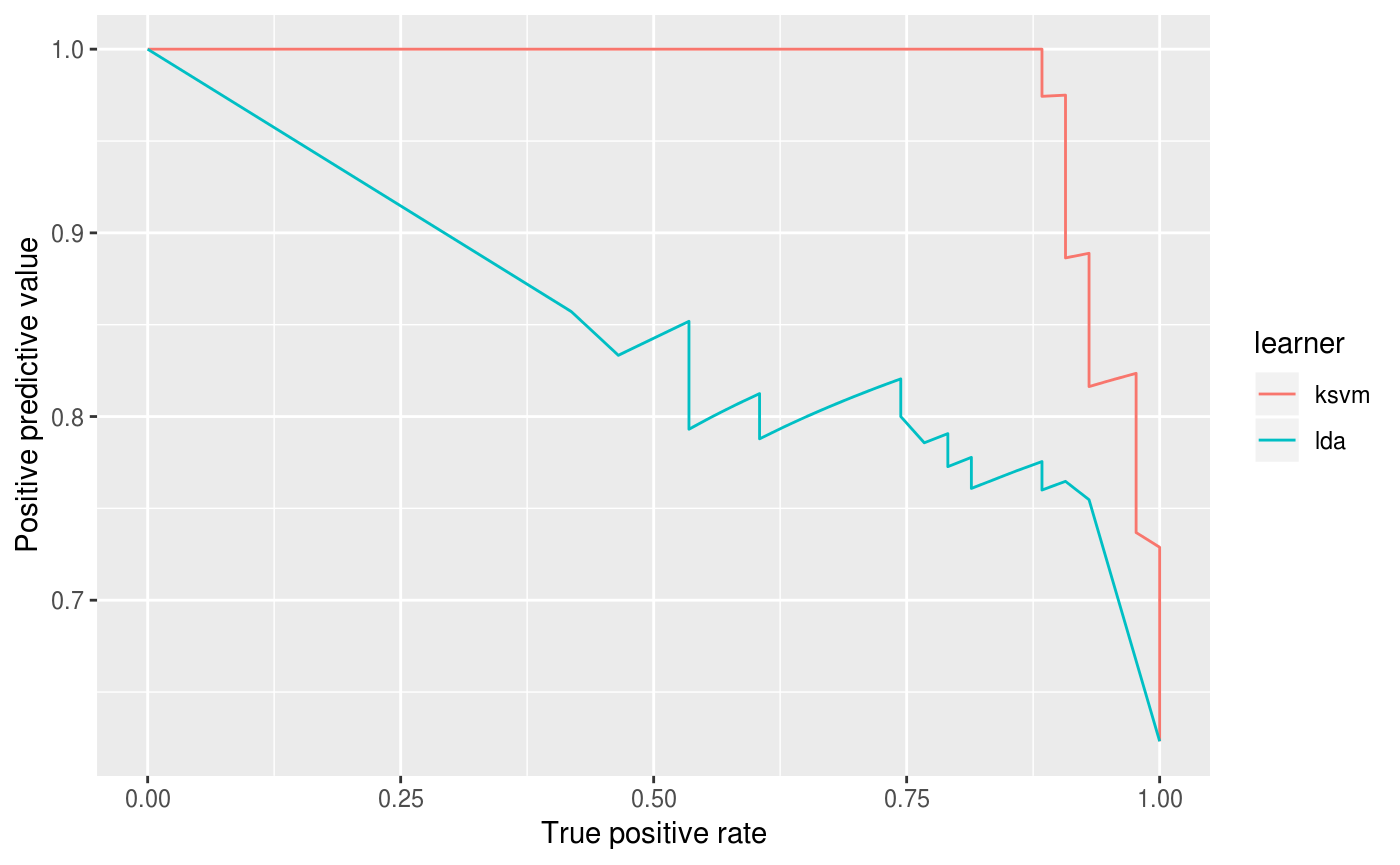 1.0
0.9
0.8
0.7
Positive predictive value
0.00 0.25 0.50 0.75 1.00
True positive rate
learner
ksvm
lda